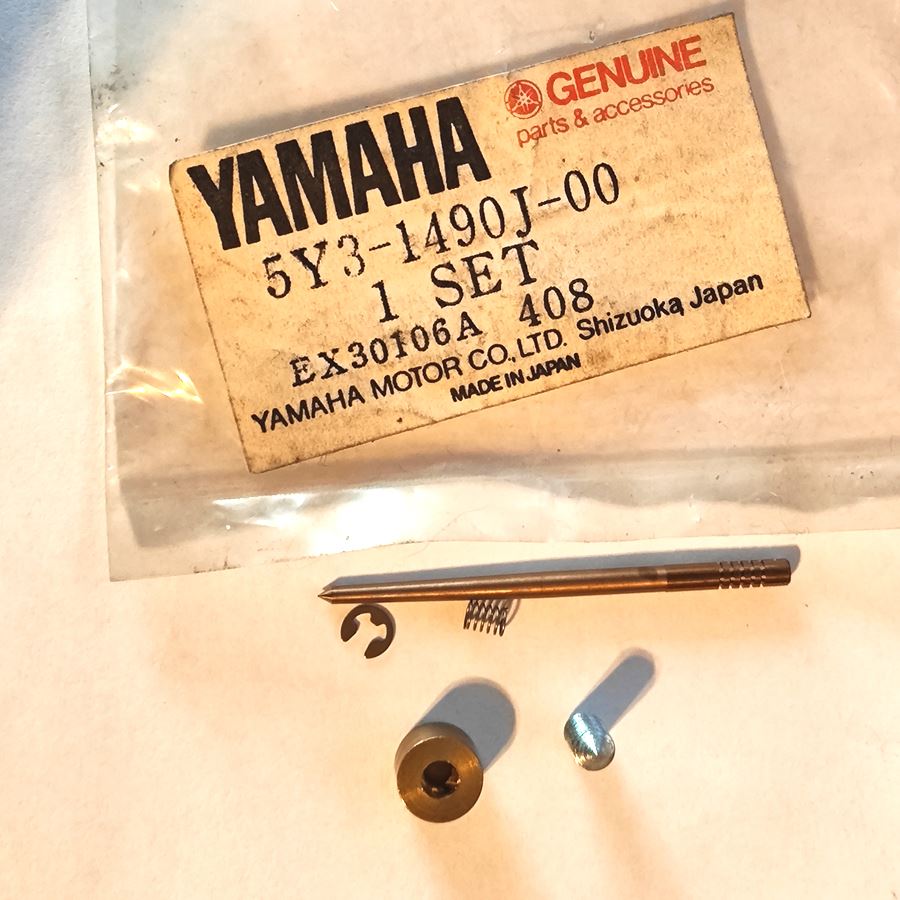 YAMAHA
GENUINE
parts & accessories
5Y3-1490J-00
1 SET
EX30106A 408
YAMAHA MOTOR CO., LTD. Shizuoka, Japan
MADE IN JAPAN